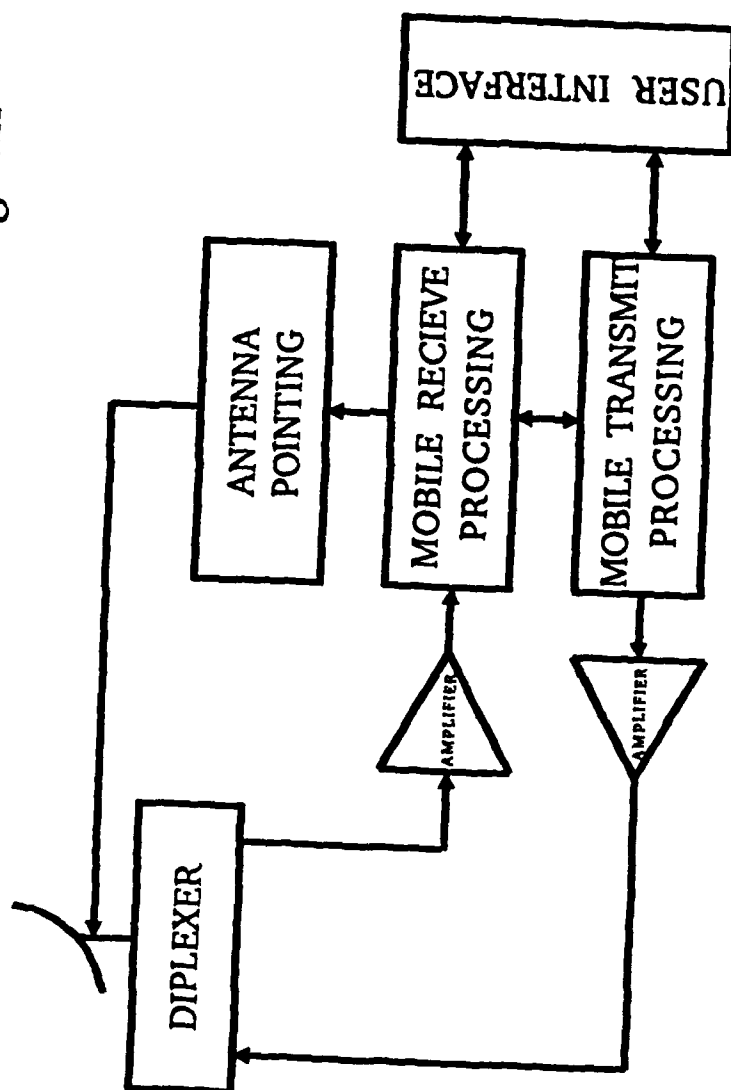 ANTENNA
POINTING
USER INTERFACE
MOBILE RECIEVE
PROCESSING
DIPLEXER
AMPLIFIER
MOBILE TRANSMIT
PROCESSING
AMPLIFIER